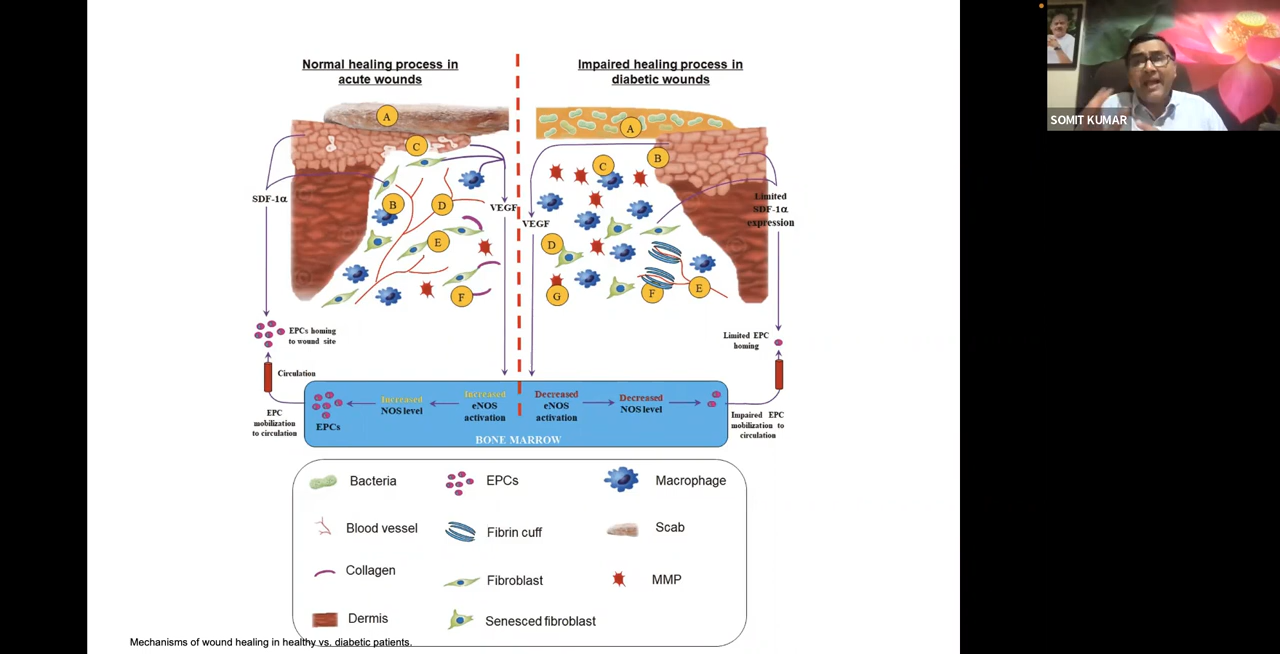 Normal healing process in
acute wounds
Impaired healing process in
diabetic wounds
SOMIT KUMAR
A
C
B
D
E
F
SDF-1α
VEGF
A
B
C
D
G
F
E
VEGF
Limited
SDF-1α
expression
EPCs homing
to wound site
Limited EPC
homing
Circulation
EPC
mobilization
to circulation
EPCs
Increased
NOS level
Increased
eNOS
activation
Decreased
eNOS
activation
Decreased
NOS level
Impaired EPC
mobilization to
circulation
BONE MARROW
Bacteria
EPCs
Macrophage
Blood vessel
Fibrin cuff
Scab
Collagen
Fibroblast
MMP
Dermis
Senesced fibroblast
Mechanisms of wound healing in healthy vs. diabetic patients.